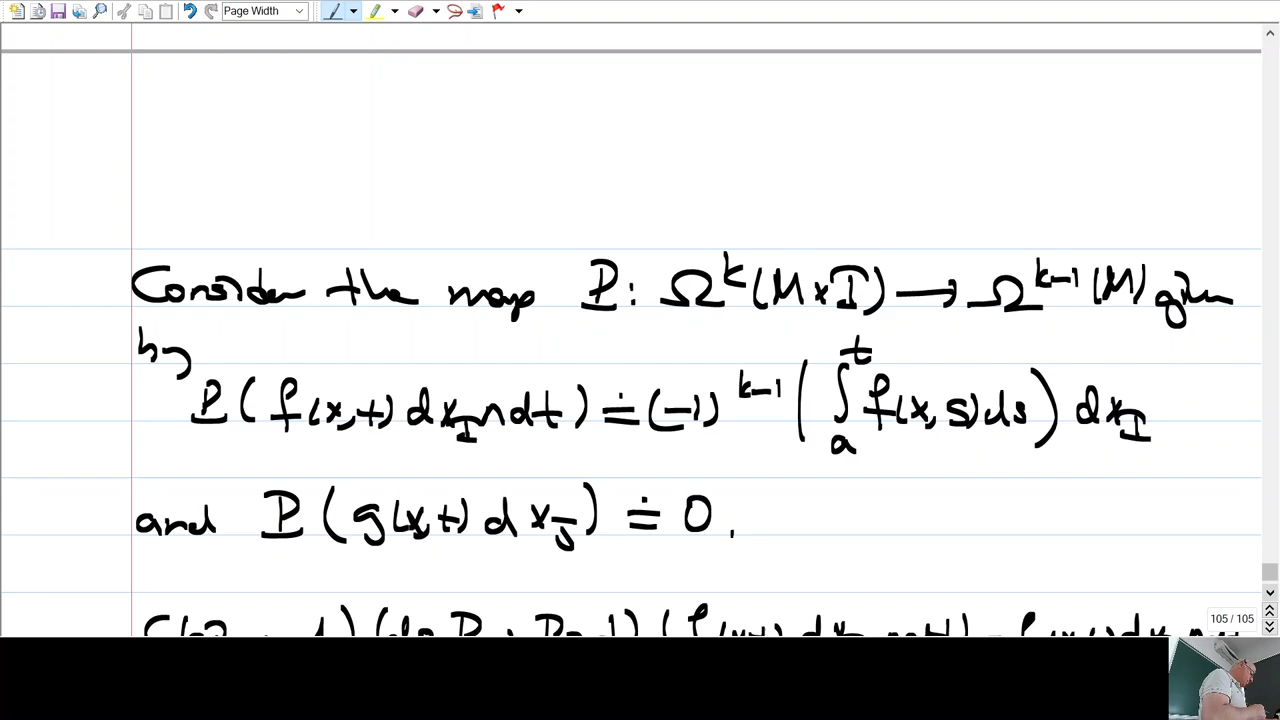 Page Width
Consider the map P: Ω^k(M×I) → Ω^{k-1}(M) given
by
P(f(x,t) dx_I ∧ dt) ≐ (-1)^{k-1} (∫_a^t f(x,s)ds) dx_I
and P(g(x,t) dx_J) ≐ 0.
105 / 105